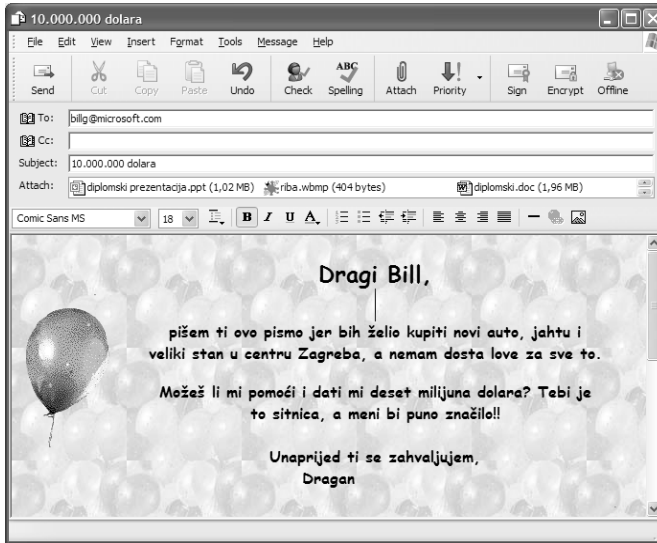 10.000.000 dolara
File Edit View Insert Format Tools Message Help
ABC
Send Cut Copy Paste Undo Check Spelling Attach Priority Sign Encrypt Offline
To: billg@microsoft.com
Cc:
Subject: 10.000.000 dolara
Attach: diplomski prezentacija.ppt (1,02 MB) riba.wbmp (404 bytes) diplomski.doc (1,96 MB)
Comic Sans MS 18 B I U A
Dragi Bill,
pišem ti ovo pismo jer bih želio kupiti novi auto, jahtu i
veliki stan u centru Zagreba, a nemam dosta love za sve to.
Možeš li mi pomoći i dati mi deset milijuna dolara? Tebi je
to sitnica, a meni bi puno značilo!!
Unaprijed ti se zahvaljujem,
Dragan